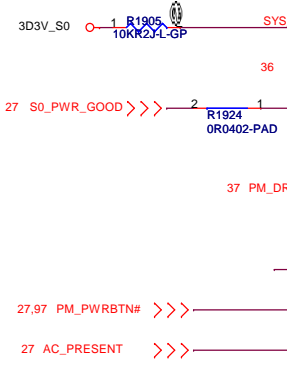 3D3V_S0 1 R1905 SYS
10KR2J-L-GP
36
27 S0_PWR_GOOD 2 1
R1924
0R0402-PAD
37 PM_DR
27,97 PM_PWRBTN#
27 AC_PRESENT